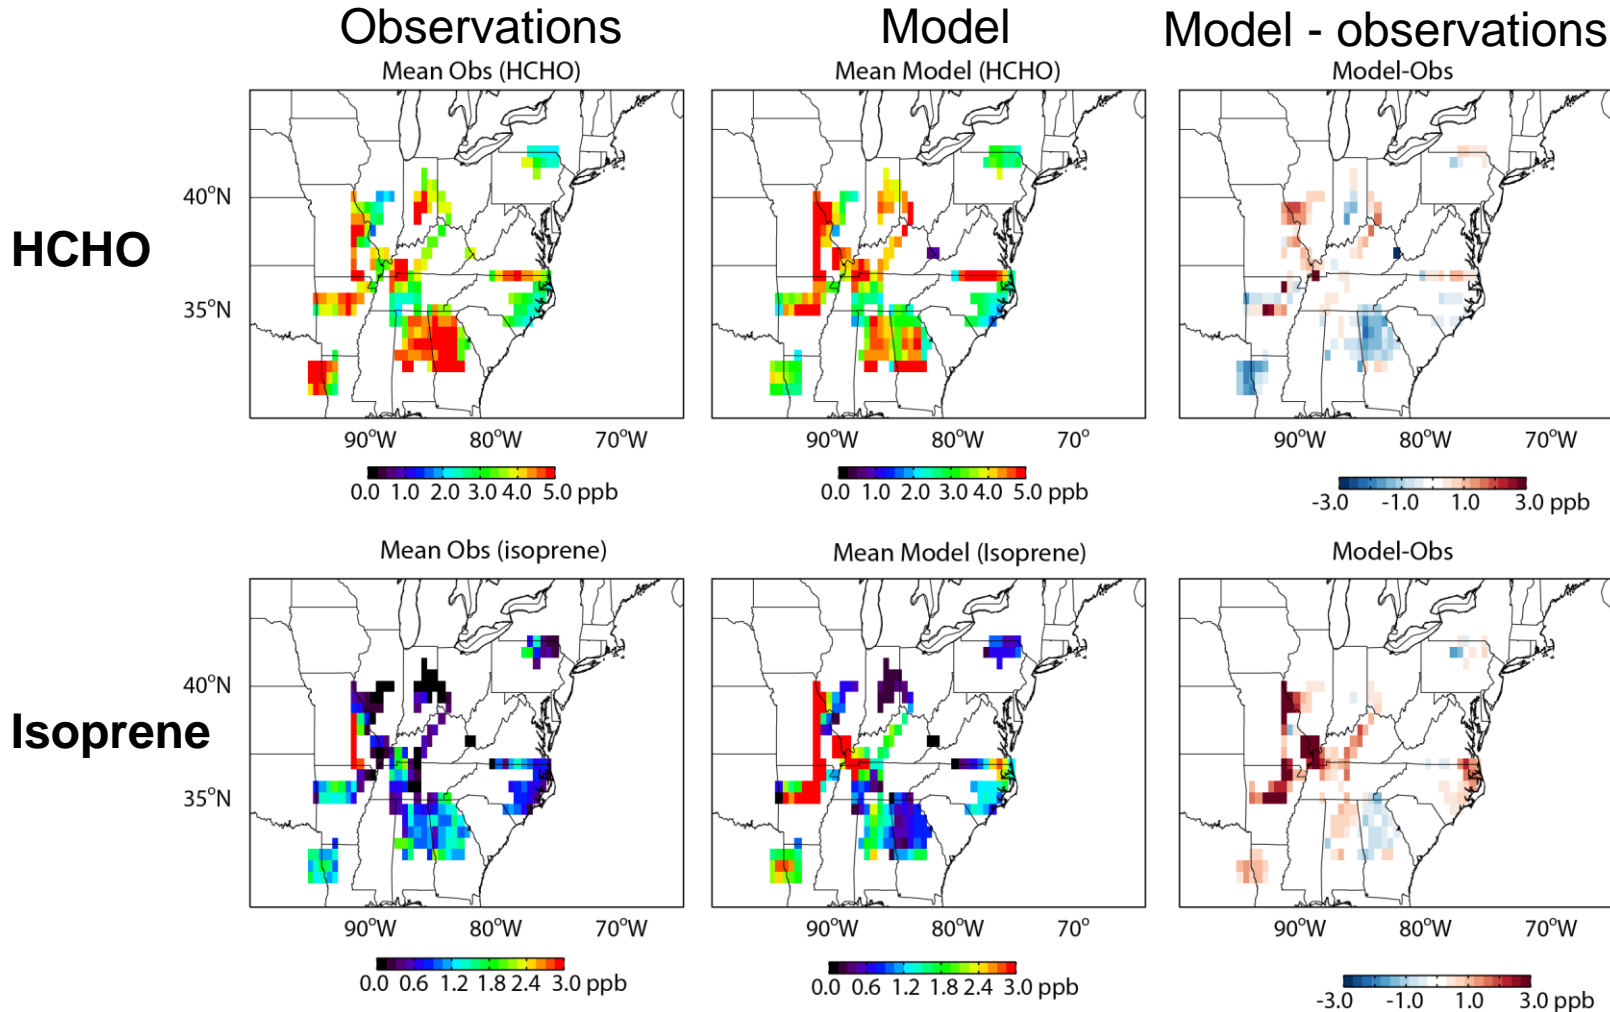 Observations Model Model - observations
Mean Obs (HCHO) Mean Model (HCHO) Model-Obs
40°N
HCHO
35°N
90°W 80°W 70°W 90°W 80°W 70° 90°W 80°W 70°W
0.0 1.0 2.0 3.0 4.0 5.0 ppb 0.0 1.0 2.0 3.0 4.0 5.0 ppb -3.0 -1.0 1.0 3.0 ppb
Mean Obs (isoprene) Mean Model (Isoprene) Model-Obs
40°N
Isoprene
35°N
90°W 80°W 70°W 90°W 80°W 70° 90°W 80°W 70°W
0.0 0.6 1.2 1.8 2.4 3.0 ppb 0.0 0.6 1.2 1.8 2.4 3.0 ppb -3.0 -1.0 1.0 3.0 ppb